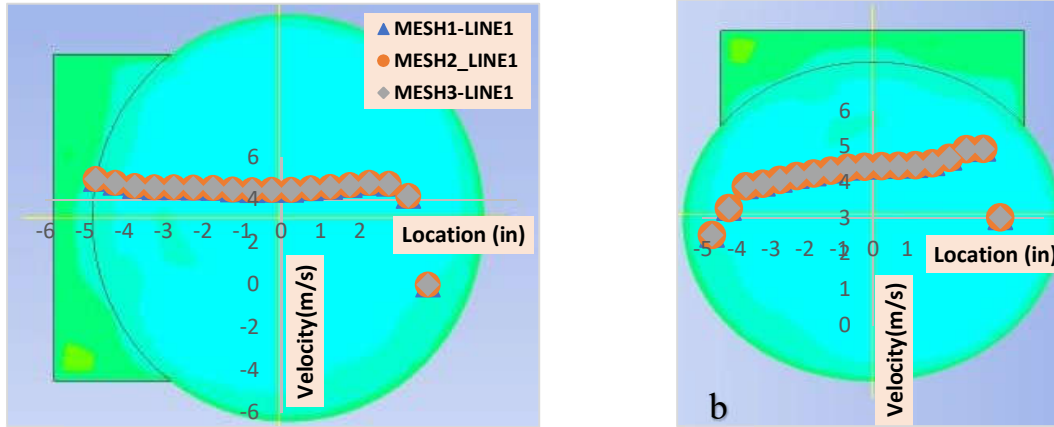 MESH1-LINE1
MESH2_LINE1
MESH3-LINE1
6
4
-6 -5 -4 -3 -2 -1 0 1 2
Location (in)
2
0
-2
-4
-6
Velocity(m/s)
6
5
4
3
-5 -4 -3 -2 -1 0 1
Location (in)
2
1
0
Velocity(m/s)
b